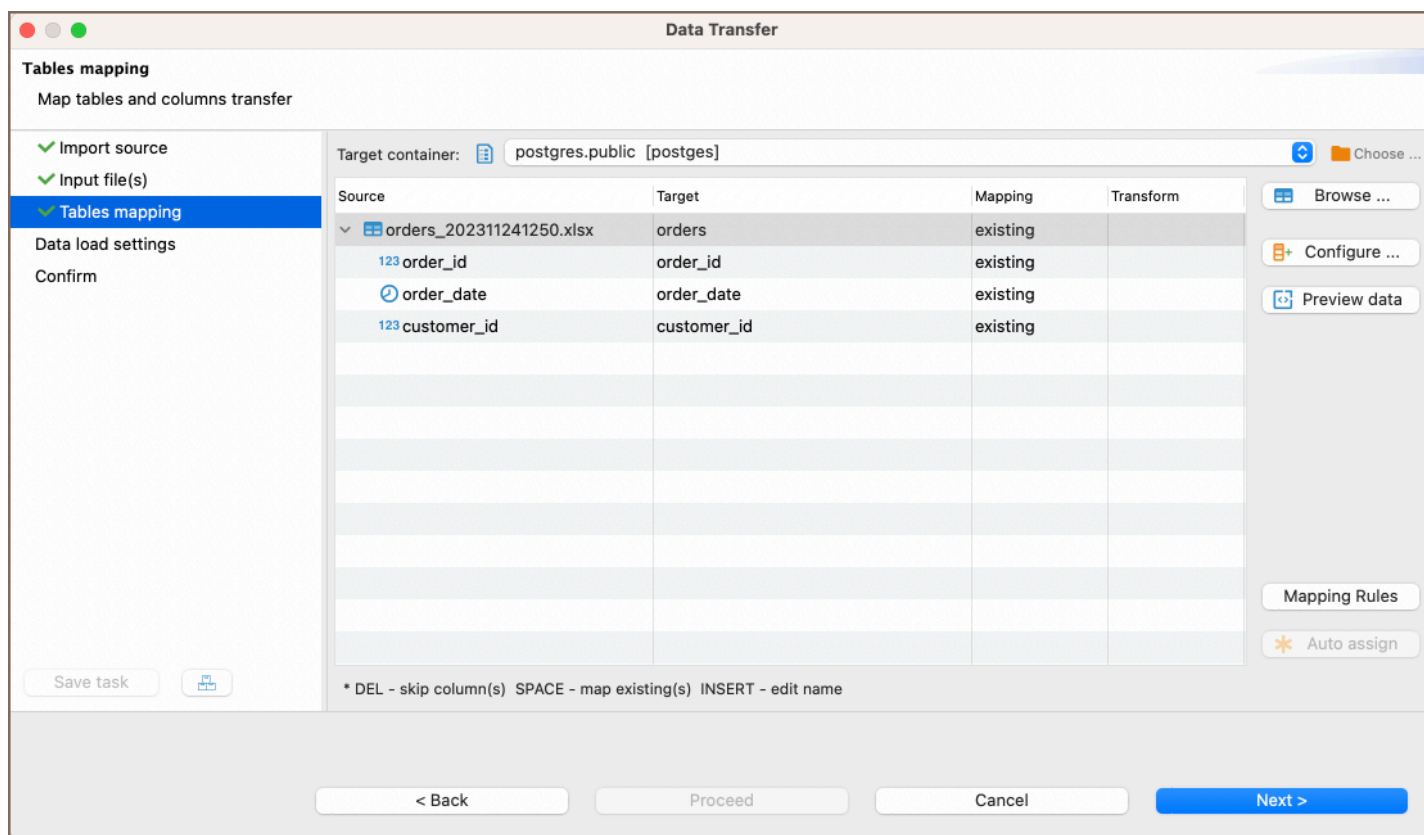 Data Transfer
Tables mapping
Map tables and columns transfer
Import source
Input file(s)
Tables mapping
Data load settings
Confirm
Target container: postgres.public [postges]
Choose ...
Source Target Mapping Transform
orders_202311241250.xlsx orders existing
123 order_id order_id existing
order_date order_date existing
123 customer_id customer_id existing
Browse ...
Configure ...
Preview data
Mapping Rules
Auto assign
Save task
* DEL - skip column(s) SPACE - map existing(s) INSERT - edit name
< Back Proceed Cancel Next >